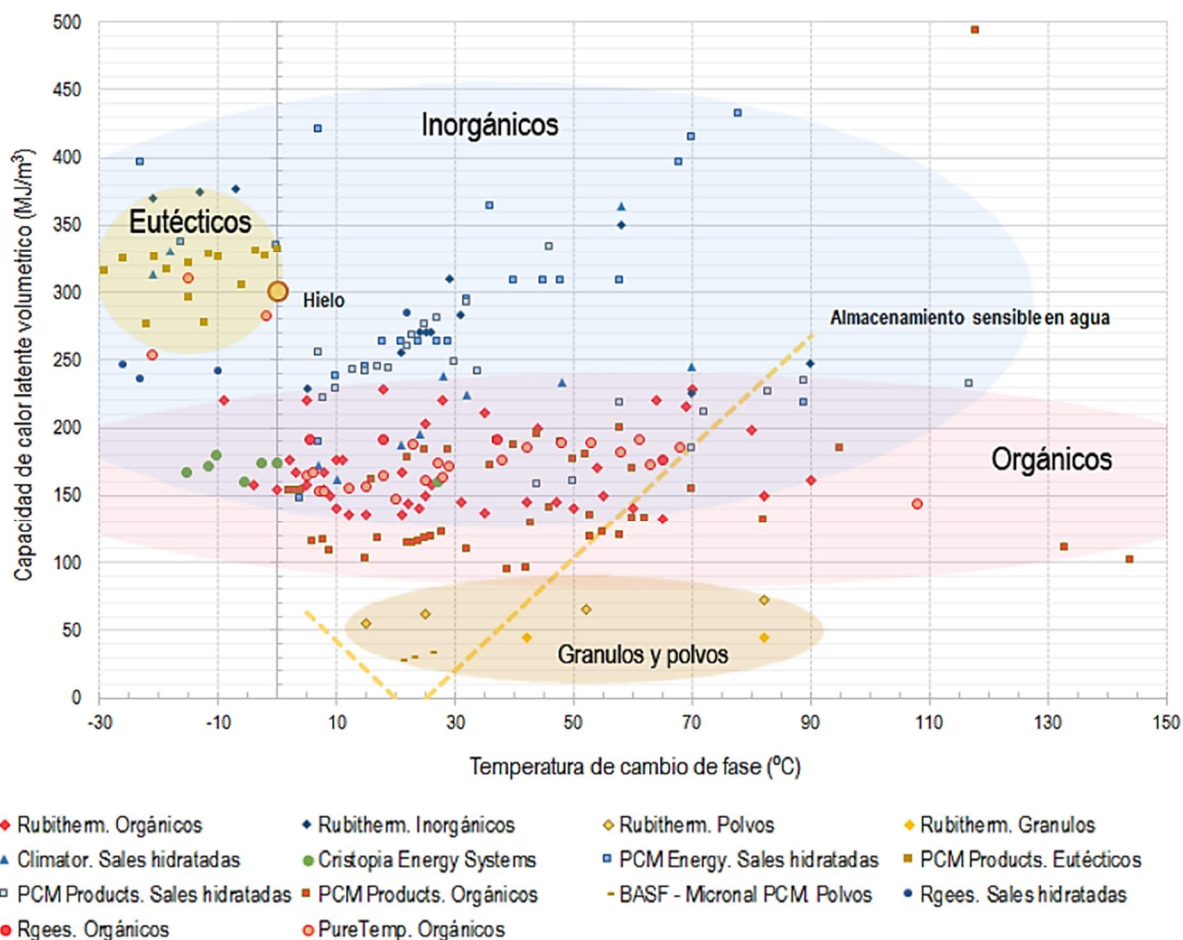 500
450
400
350
300
250
200
150
100
50
0
Capacidad de calor latente volumetrico (MJ/m³)
Inorgánicos
Eutécticos
Hielo
Almacenamiento sensible en agua
Orgánicos
Granulos y polvos
-30 -10 10 30 50 70 90 110 130 150
Temperatura de cambio de fase (ºC)
Rubitherm. Orgánicos Rubitherm. Inorgánicos Rubitherm. Polvos Rubitherm. Granulos
Climator. Sales hidratadas Cristopia Energy Systems PCM Energy. Sales hidratadas PCM Products. Eutécticos
PCM Products. Sales hidratadas PCM Products. Orgánicos BASF - Micronal PCM. Polvos Rgees. Sales hidratadas
Rgees. Orgánicos PureTemp. Orgánicos